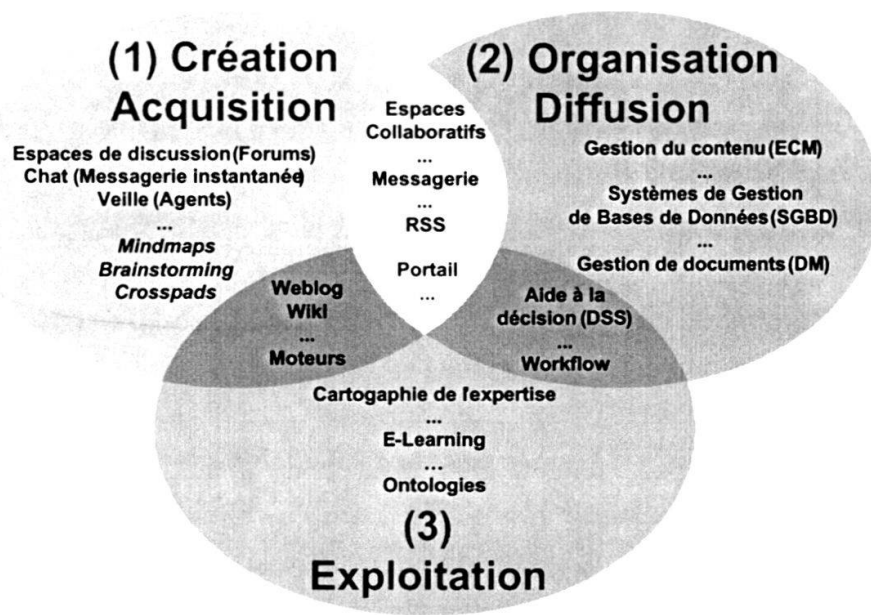 (1) Création
Acquisition
Espaces de discussion (Forums)
Chat (Messagerie instantanée)
Veille (Agents)
...
Mindmaps
Brainstorming
Crosspads
Espaces
Collaboratifs
...
Messagerie
...
RSS
Portail
...
(2) Organisation
Diffusion
Gestion du contenu (ECM)
...
Systèmes de Gestion
de Bases de Données (SGBD)
...
Gestion de documents (DM)
Weblog
Wiki
...
Moteurs
Aide à la
décision (DSS)
...
Workflow
Cartogaphie de l'expertise
...
E-Learning
...
Ontologies
(3)
Exploitation